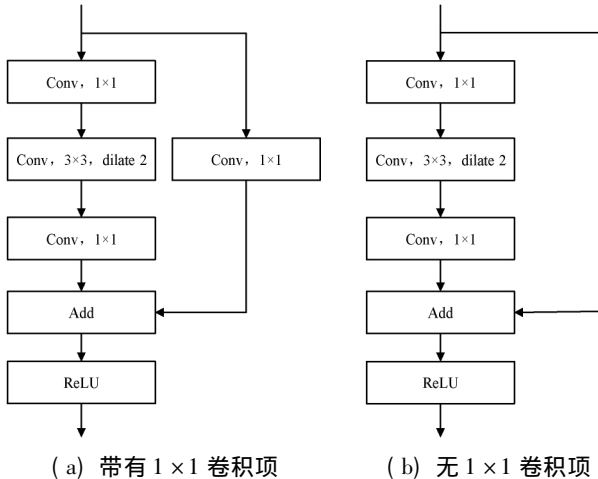 Conv，1×1
Conv，3×3，dilate 2
Conv，1×1
Conv，1×1
Add
ReLU
( a) 带有 1 × 1 卷积项
Conv，1×1
Conv，3×3，dilate 2
Conv，1×1
Add
ReLU
( b) 无 1 × 1 卷积项